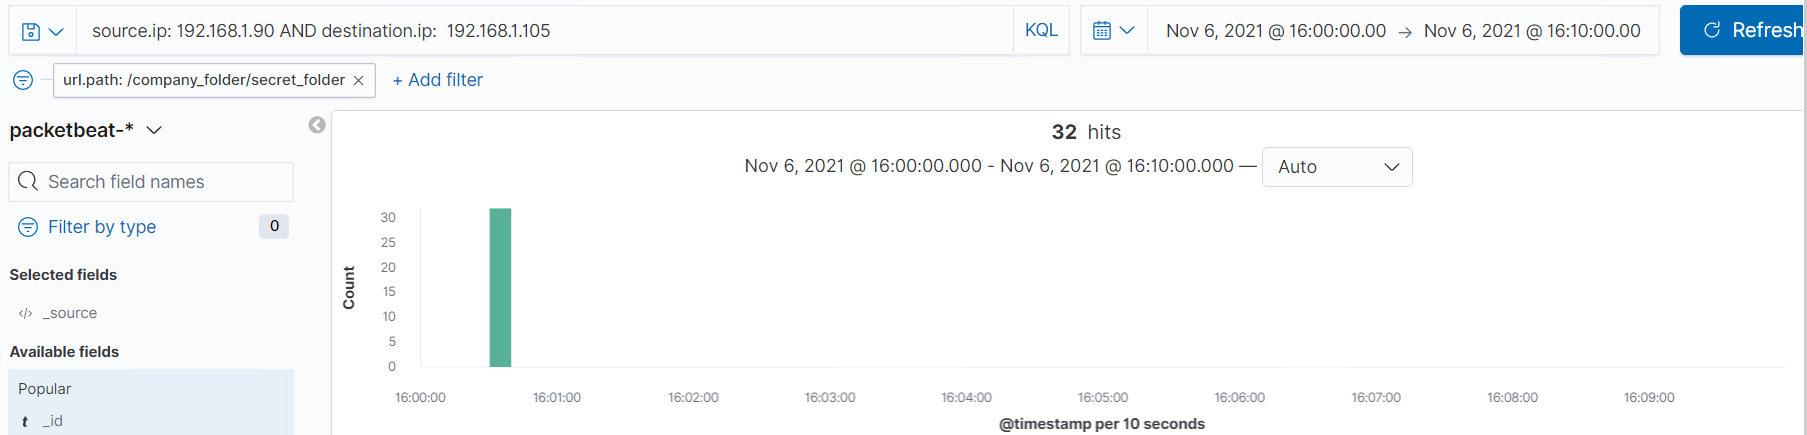 source.ip: 192.168.1.90 AND destination.ip:  192.168.1.105 KQL Nov 6, 2021 @ 16:00:00.00 → Nov 6, 2021 @ 16:10:00.00 Refresh
url.path: /company_folder/secret_folder × + Add filter
packetbeat-*
Search field names
Filter by type 0
Selected fields
</> _source
Available fields
Popular
t _id
32 hits
Nov 6, 2021 @ 16:00:00.000 - Nov 6, 2021 @ 16:10:00.000 — Auto
Count
30
25
20
15
10
5
0
16:00:00 16:01:00 16:02:00 16:03:00 16:04:00 16:05:00 16:06:00 16:07:00 16:08:00 16:09:00
@timestamp per 10 seconds